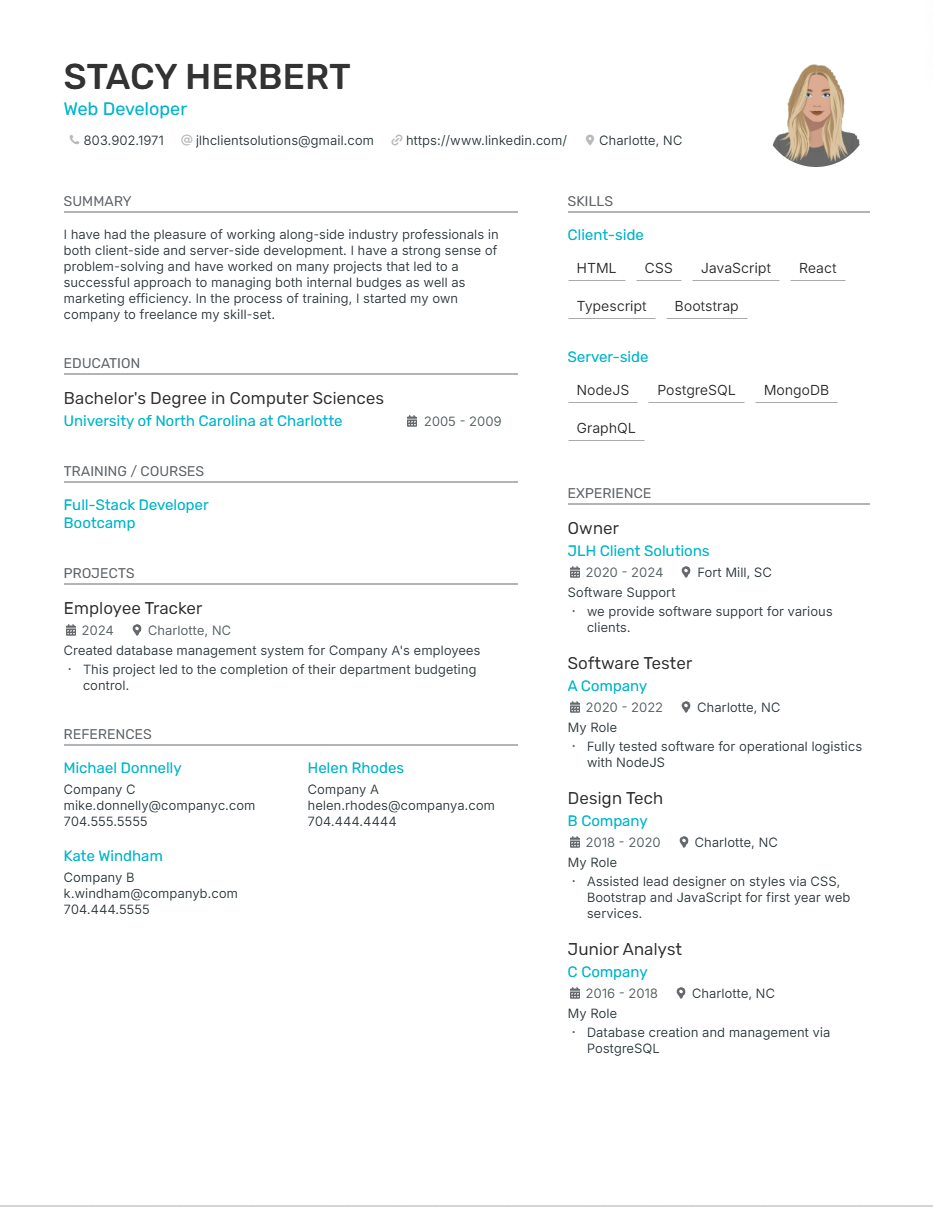 STACY HERBERT
Web Developer
803.902.1971 jlhclientsolutions@gmail.com https://www.linkedin.com/ Charlotte, NC
SUMMARY
I have had the pleasure of working along-side industry professionals in
both client-side and server-side development. I have a strong sense of
problem-solving and have worked on many projects that led to a
successful approach to managing both internal budges as well as
marketing efficiency. In the process of training, I started my own
company to freelance my skill-set.
EDUCATION
Bachelor's Degree in Computer Sciences
University of North Carolina at Charlotte 2005 - 2009
TRAINING / COURSES
Full-Stack Developer
Bootcamp
PROJECTS
Employee Tracker
2024 Charlotte, NC
Created database management system for Company A's employees
· This project led to the completion of their department budgeting
control.
REFERENCES
Michael Donnelly
Company C
mike.donnelly@companyc.com
704.555.5555
Helen Rhodes
Company A
helen.rhodes@companya.com
704.444.4444
Kate Windham
Company B
k.windham@companyb.com
704.444.5555
SKILLS
Client-side
HTML CSS JavaScript React
Typescript Bootstrap
Server-side
NodeJS PostgreSQL MongoDB
GraphQL
EXPERIENCE
Owner
JLH Client Solutions
2020 - 2024 Fort Mill, SC
Software Support
· we provide software support for various
clients.
Software Tester
A Company
2020 - 2022 Charlotte, NC
My Role
· Fully tested software for operational logistics
with NodeJS
Design Tech
B Company
2018 - 2020 Charlotte, NC
My Role
· Assisted lead designer on styles via CSS,
Bootstrap and JavaScript for first year web
services.
Junior Analyst
C Company
2016 - 2018 Charlotte, NC
My Role
· Database creation and management via
PostgreSQL